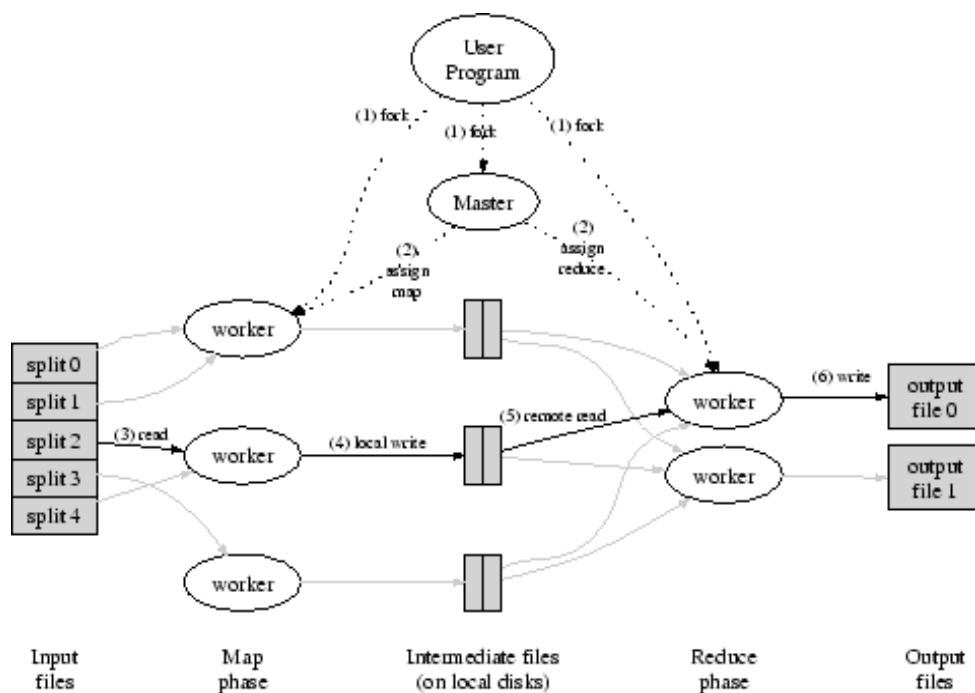 User
Program
(1) fork
(1) fork
(1) fork
Master
(2)
assign
map
(2)
assign
reduce
worker
split 0
split 1
split 2
split 3
split 4
(3) read
worker
(4) local write
worker
(5) remote read
worker
(6) write
output
file 0
worker
output
file 1
Input
files
Map
phase
Intermediate files
(on local disks)
Reduce
phase
Output
files